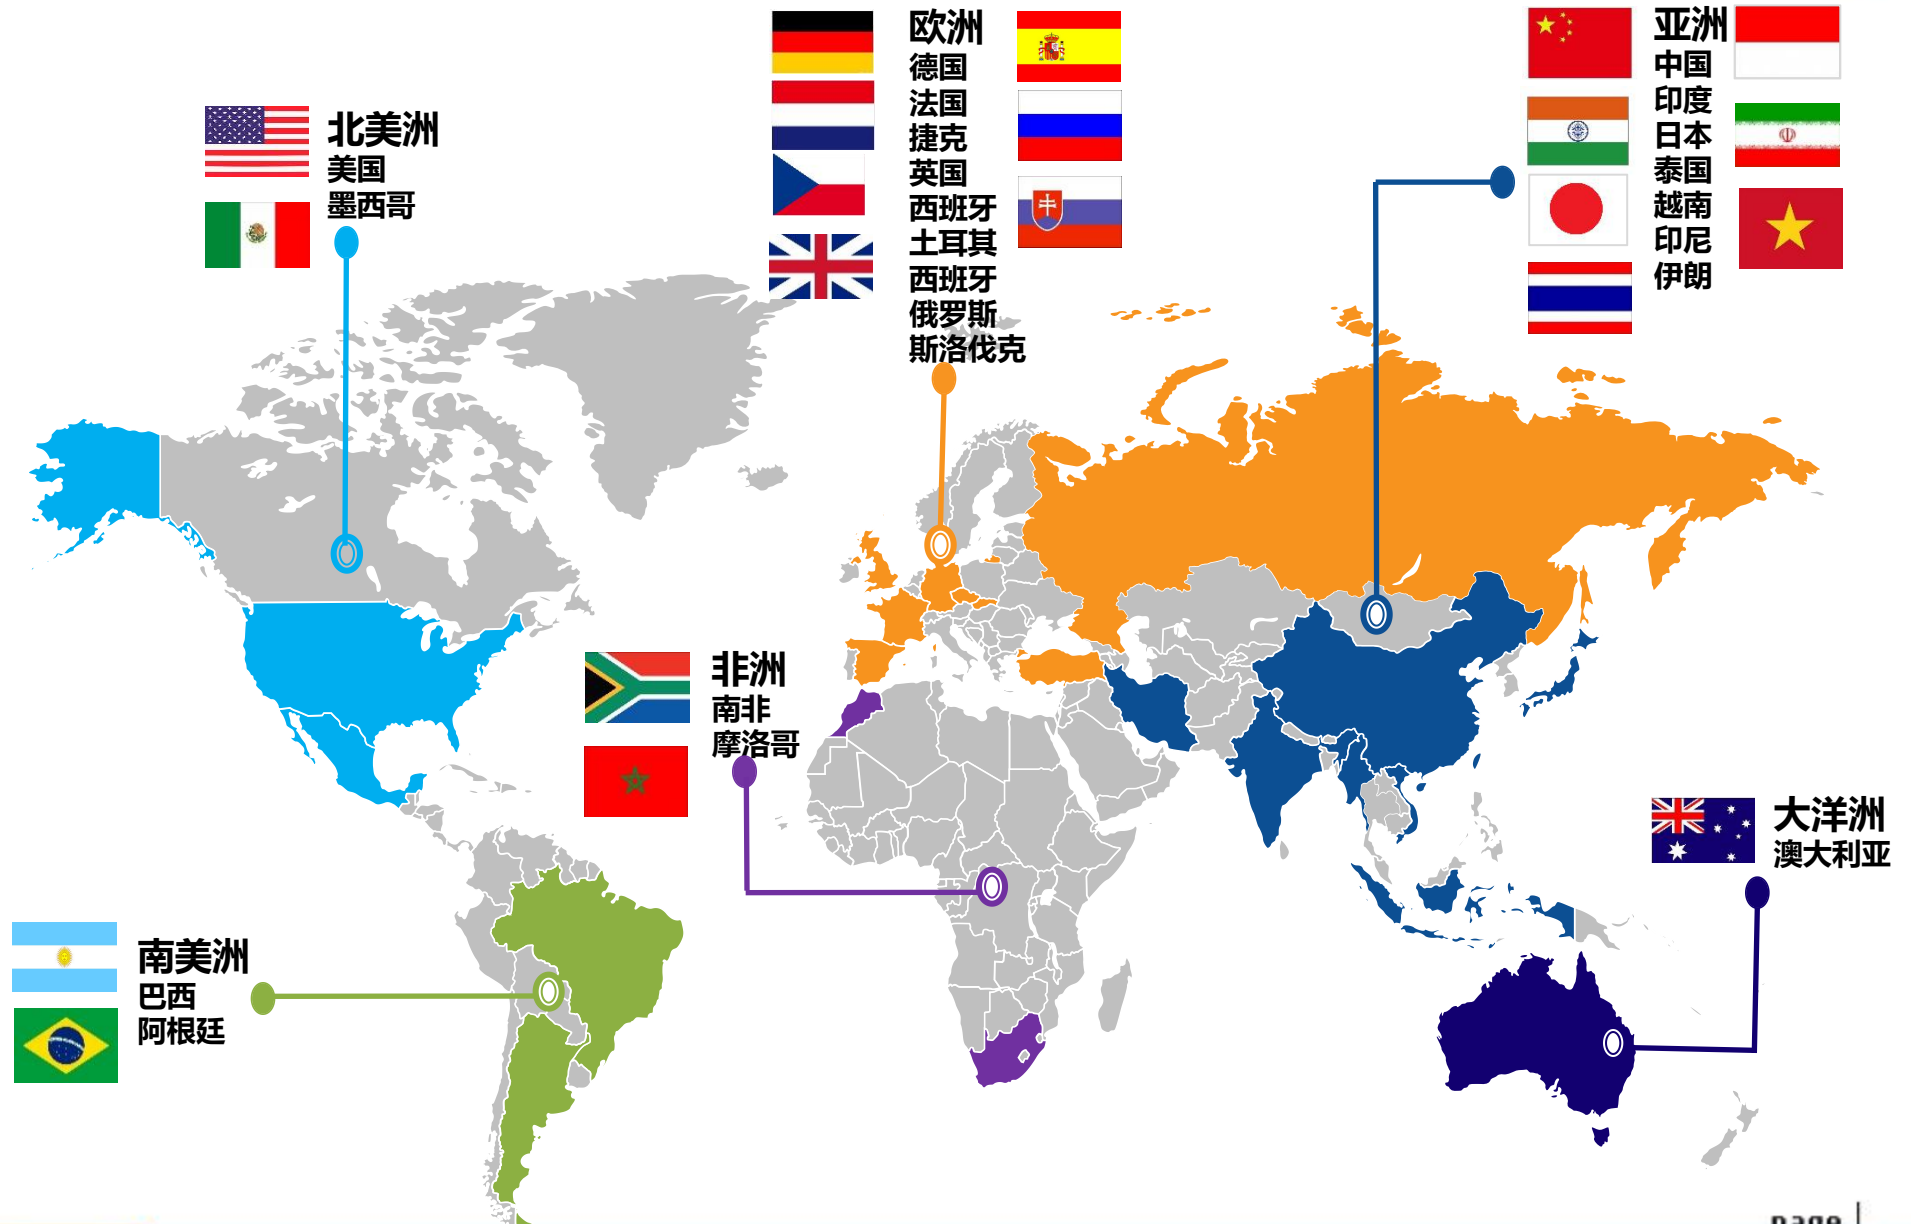 北美洲
美国
墨西哥
欧洲
德国
法国
捷克
英国
西班牙
土耳其
西班牙
俄罗斯
斯洛伐克
亚洲
中国
印度
日本
泰国
越南
印尼
伊朗
非洲
南非
摩洛哥
大洋洲
澳大利亚
南美洲
巴西
阿根廷
page